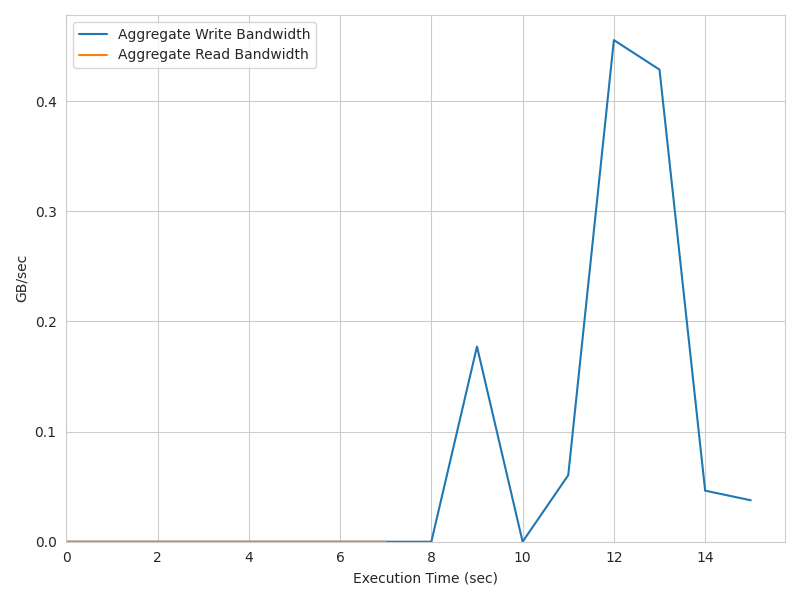 Aggregate Write Bandwidth
Aggregate Read Bandwidth
GB/sec
0.4
0.3
0.2
0.1
0.0
0 2 4 6 8 10 12 14
Execution Time (sec)